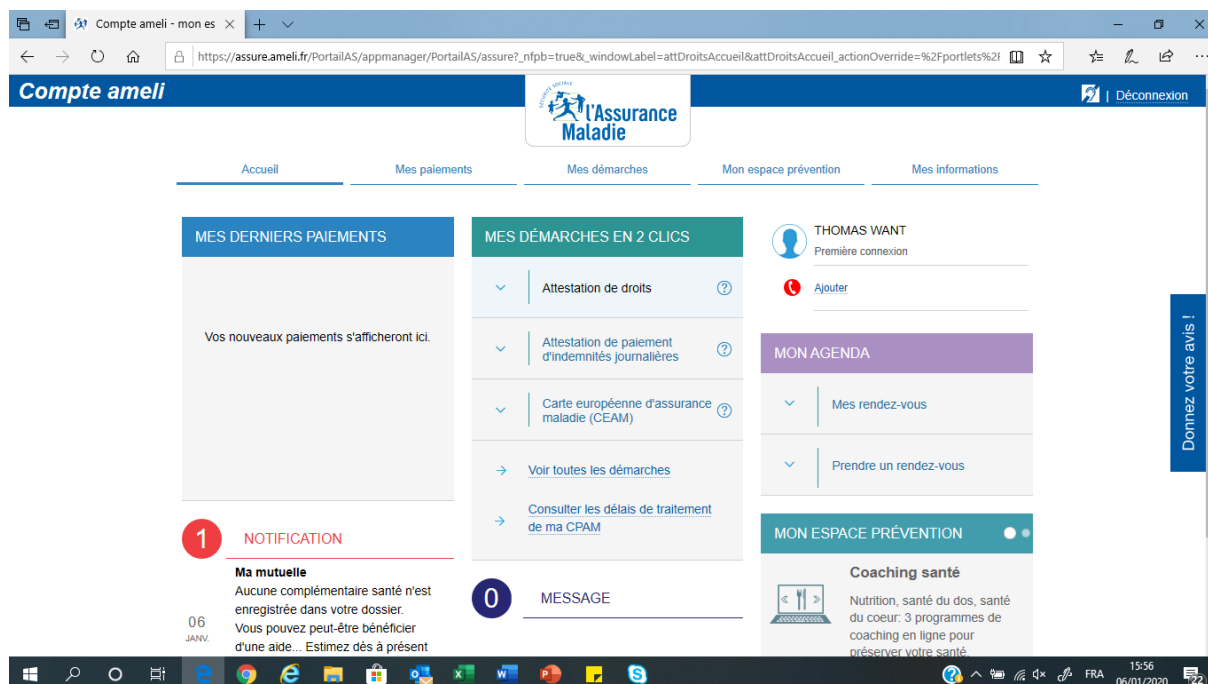 Compte ameli - mon es
https://assure.ameli.fr/PortailAS/appmanager/PortailAS/assure?_nfpb=true&_windowLabel=attDroitsAccueil&attDroitsAccueil_actionOverride=%2Fportlets%2F
Compte ameli
SÉCURITÉ SOCIALE
l'Assurance
Maladie
| Déconnexion
Accueil
Mes paiements
Mes démarches
Mon espace prévention
Mes informations
MES DERNIERS PAIEMENTS
Vos nouveaux paiements s'afficheront ici.
1
NOTIFICATION
06
JANV.
Ma mutuelle
Aucune complémentaire santé n'est
enregistrée dans votre dossier.
Vous pouvez peut-être bénéficier
d'une aide... Estimez dès à présent
MES DÉMARCHES EN 2 CLICS
Attestation de droits ?
Attestation de paiement
d'indemnités journalières ?
Carte européenne d'assurance
maladie (CEAM) ?
Voir toutes les démarches
Consulter les délais de traitement
de ma CPAM
0
MESSAGE
THOMAS WANT
Première connexion
Ajouter
MON AGENDA
Mes rendez-vous
Prendre un rendez-vous
MON ESPACE PRÉVENTION
Coaching santé
Nutrition, santé du dos, santé
du coeur: 3 programmes de
coaching en ligne pour
préserver votre santé.
Donnez votre avis !
FRA
15:56
06/01/2020
22